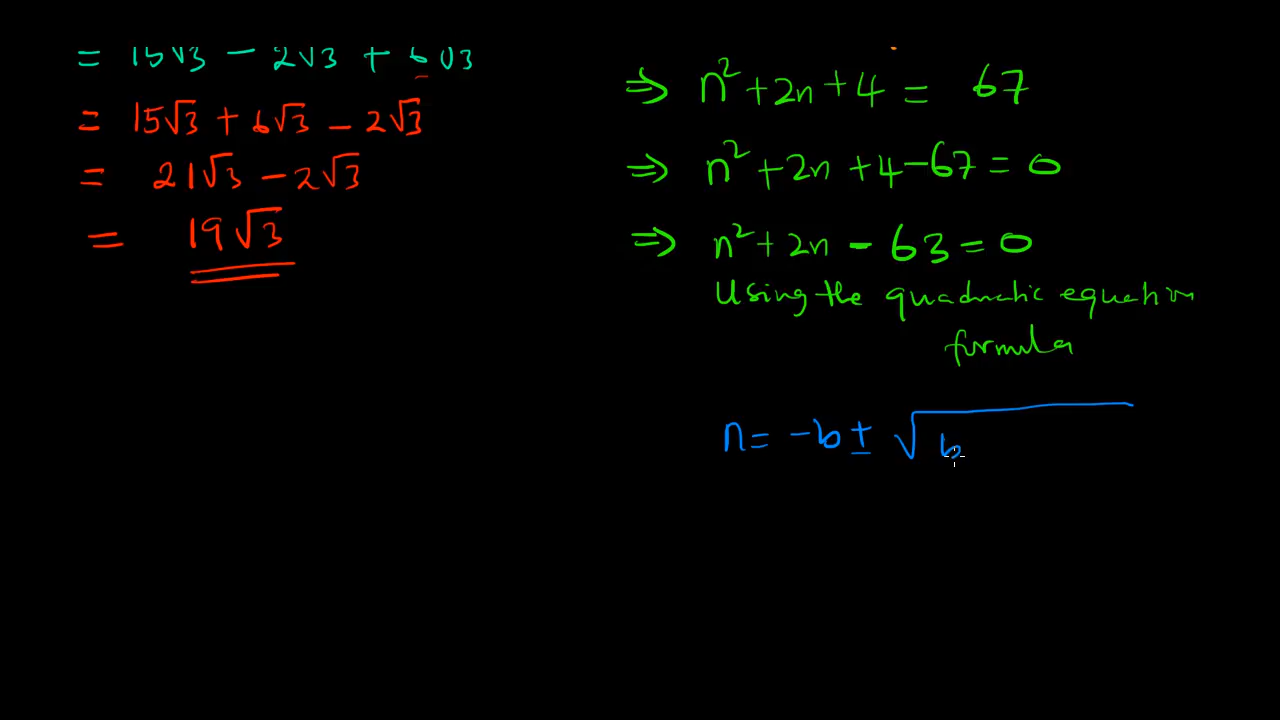 = 15√3 − 2√3 + 6√3
= 15√3 + 6√3 − 2√3
= 21√3 − 2√3
= 19√3
⇒ n² + 2n + 4 = 67
⇒ n² + 2n + 4 − 67 = 0
⇒ n² + 2n − 63 = 0
Using the quadratic equation
formula
n = −b ± √b